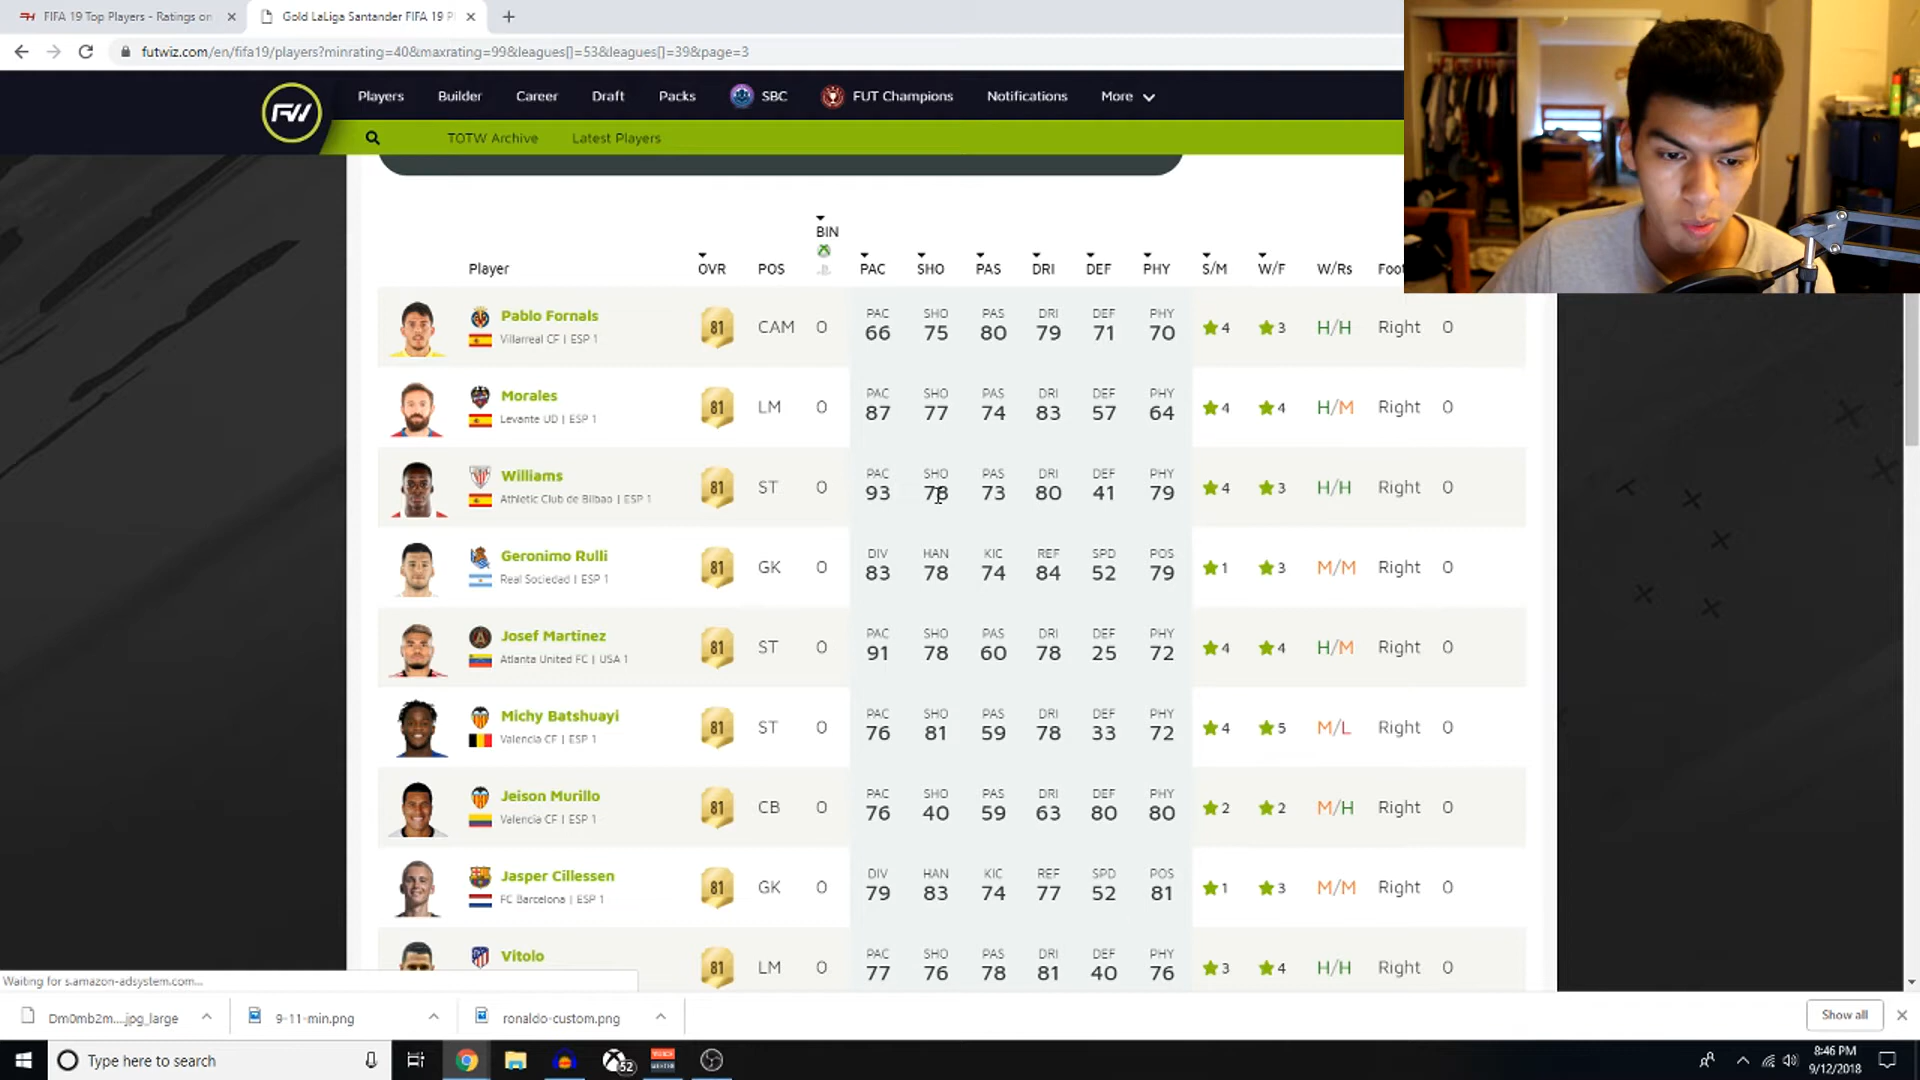 FIFA 19 Top Players - Ratings on
Gold LaLiga Santander FIFA 19 P
futwiz.com/en/fifa19/players?minrating=40&maxrating=99&leagues[]=53&leagues[]=39&page=3
FW
Players Builder Career Draft Packs SBC FUT Champions Notifications More
TOTW Archive Latest Players
BIN
Player OVR POS PAC SHO PAS DRI DEF PHY S/M W/F W/Rs Foo
Pablo Fornals 81 CAM 0 PAC SHO PAS DRI DEF PHY 4 3 H/H Right 0
Villarreal CF | ESP 1 66 75 80 79 71 70
Morales 81 LM 0 PAC SHO PAS DRI DEF PHY 4 4 H/M Right 0
Levante UD | ESP 1 87 77 74 83 57 64
Williams 81 ST 0 PAC SHO PAS DRI DEF PHY 4 3 H/H Right 0
Athletic Club de Bilbao | ESP 1 93 78 73 80 41 79
Geronimo Rulli 81 GK 0 DIV HAN KIC REF SPD POS 1 3 M/M Right 0
Real Sociedad | ESP 1 83 78 74 84 52 79
Josef Martinez 81 ST 0 PAC SHO PAS DRI DEF PHY 4 4 H/M Right 0
Atlanta United FC | USA 1 91 78 60 78 25 72
Michy Batshuayi 81 ST 0 PAC SHO PAS DRI DEF PHY 4 5 M/L Right 0
Valencia CF | ESP 1 76 81 59 78 33 72
Jeison Murillo 81 CB 0 PAC SHO PAS DRI DEF PHY 2 2 M/H Right 0
Valencia CF | ESP 1 76 40 59 63 80 80
Jasper Cillessen 81 GK 0 DIV HAN KIC REF SPD POS 1 3 M/M Right 0
FC Barcelona | ESP 1 79 83 74 77 52 81
Vitolo 81 LM 0 PAC SHO PAS DRI DEF PHY 3 4 H/H Right 0
77 76 78 81 40 76
Waiting for s.amazon-adsystem.com...
Dm0mb2m....jpg_large 9-11-min.png ronaldo-custom.png Show all
Type here to search 52 8:46 PM
9/12/2018